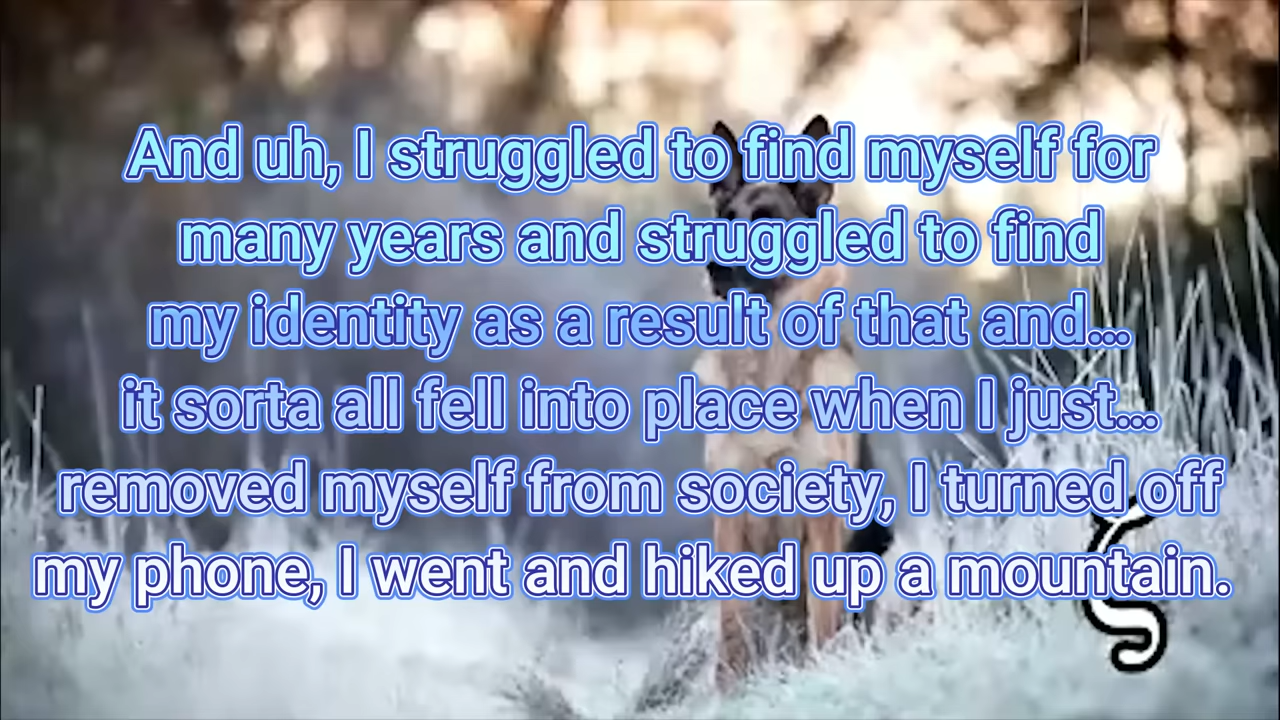 And uh, I struggled to find myself for
many years and struggled to find
my identity as a result of that and...
it sorta all fell into place when I just...
removed myself from society, I turned off
my phone, I went and hiked up a mountain.
ζ